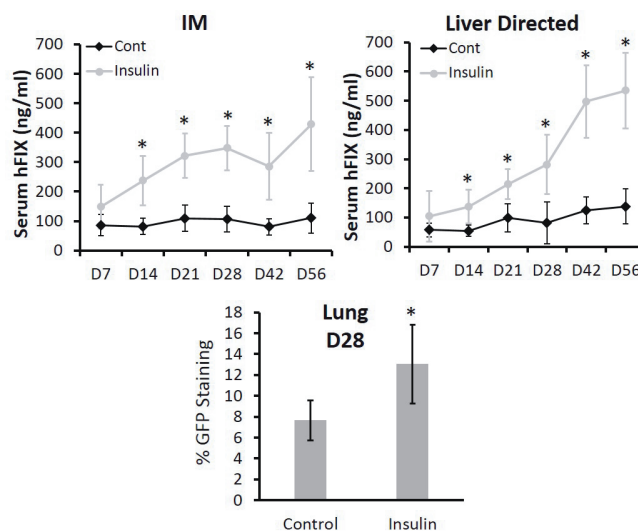 IM
Serum hFIX (ng/ml)
700
600
500
400
300
200
100
0
Cont
Insulin
*
*
*
*
*
D7 D14 D21 D28 D42 D56
Liver Directed
Serum hFIX (ng/ml)
700
600
500
400
300
200
100
0
Cont
Insulin
*
*
*
*
*
D7 D14 D21 D28 D42 D56
Lung
D28
% GFP Staining
18
16
14
12
10
8
6
4
2
0
*
Control Insulin